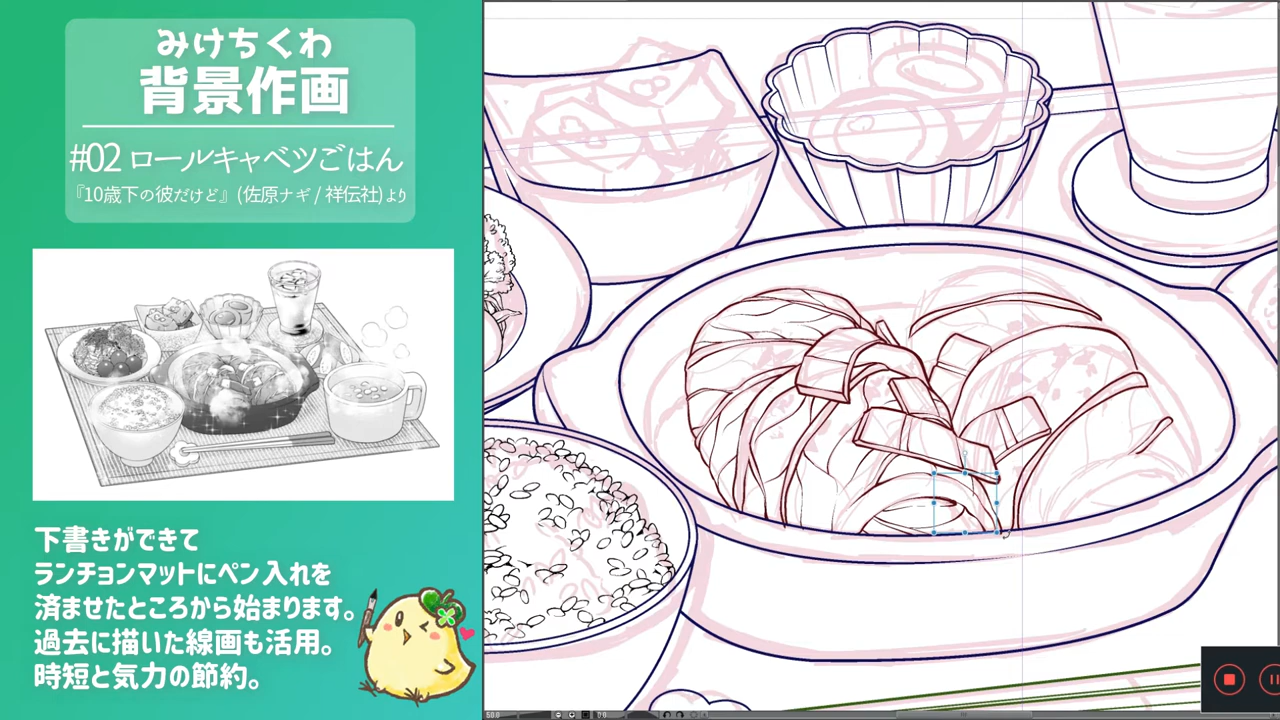 みけちくわ
背景作画
#02 ロールキャベツごはん
『10歳下の彼だけど』(佐原ナギ / 祥伝社)より
下書きができて
ランチョンマットにペン入れを
済ませたところから始まります。
過去に描いた線画も活用。
時短と気力の節約。
50.0
0.0